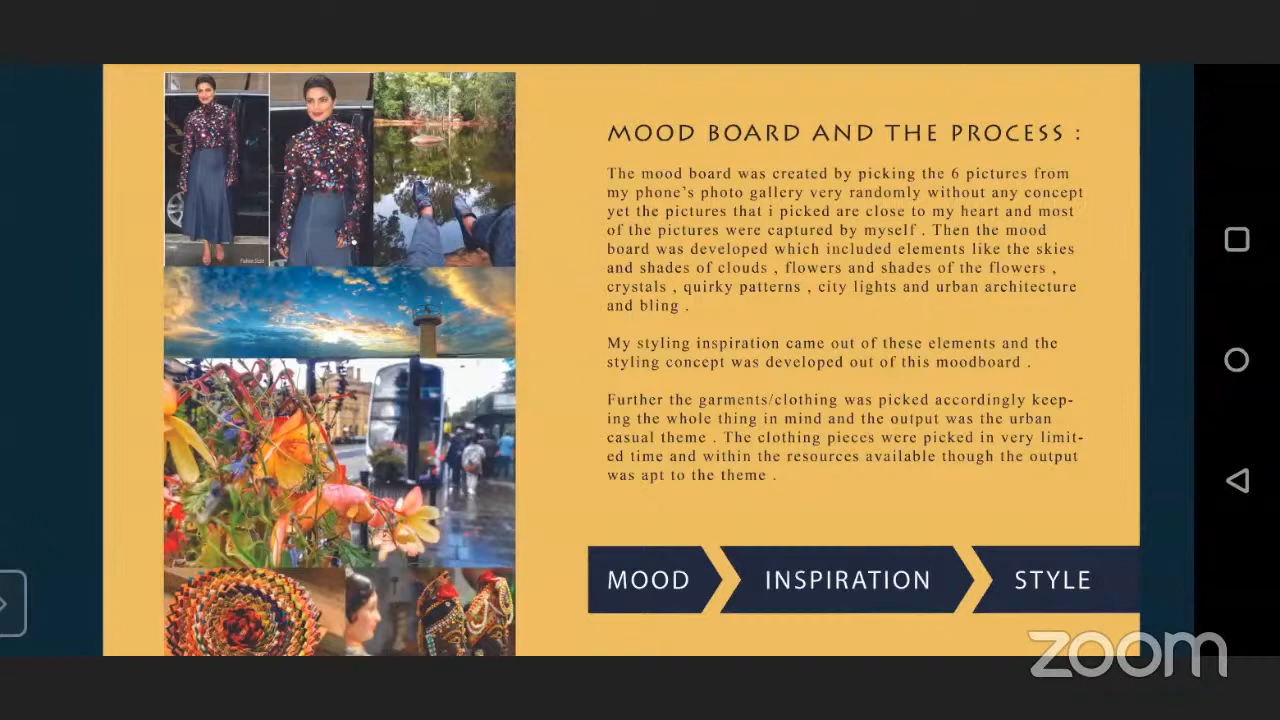 MOOD BOARD AND THE PROCESS :
The mood board was created by picking the 6 pictures from
my phone's photo gallery very randomly without any concept
yet the pictures that i picked are close to my heart and most
of the pictures were captured by myself . Then the mood
board was developed which included elements like the skies
and shades of clouds , flowers and shades of the flowers ,
crystals , quirky patterns , city lights and urban architecture
and bling .
My styling inspiration came out of these elements and the
styling concept was developed out of this moodboard .
Further the garments/clothing was picked accordingly keep-
ing the whole thing in mind and the output was the urban
casual theme . The clothing pieces were picked in very limit-
ed time and within the resources available though the output
was apt to the theme .
MOOD
INSPIRATION
STYLE
zoom